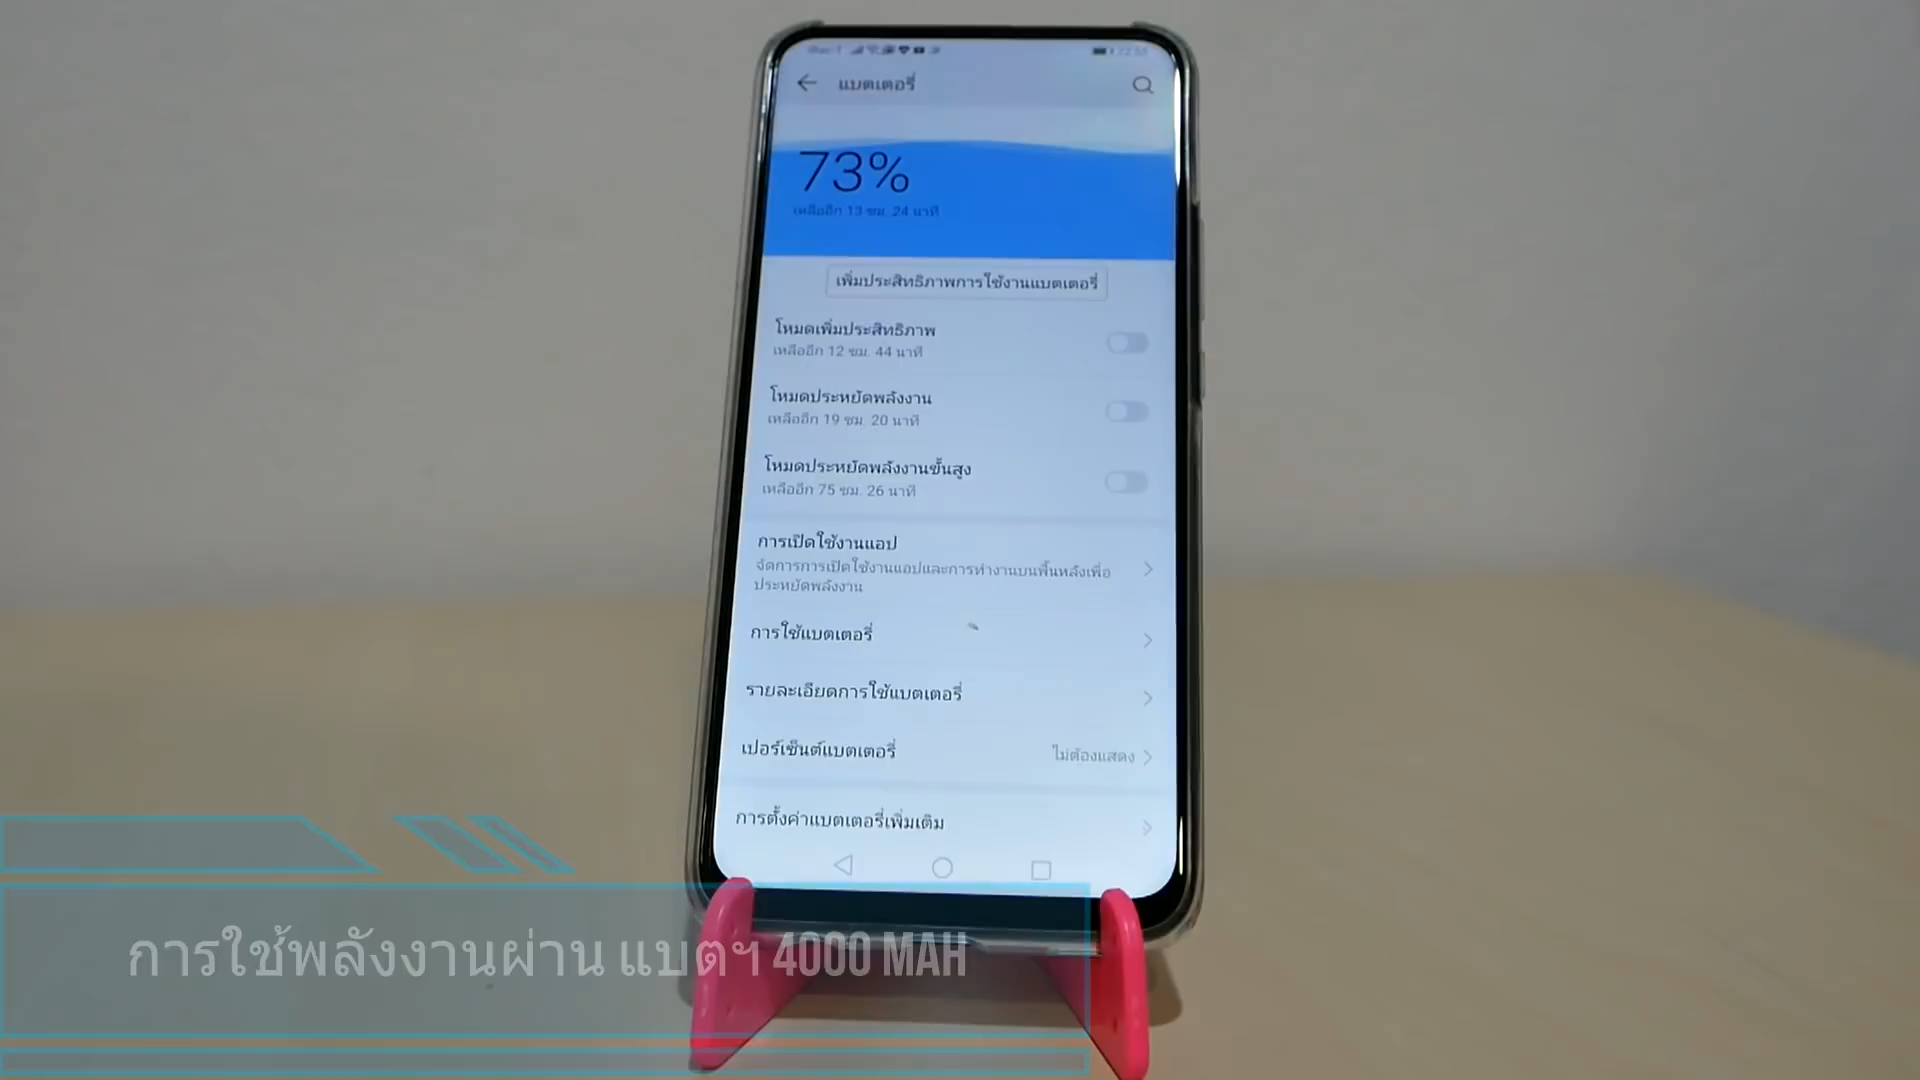 แบตเตอรี่
73%
เหลืออีก 13 ชม. 24 นาที
เพิ่มประสิทธิภาพการใช้งานแบตเตอรี่
โหมดเพิ่มประสิทธิภาพ
เหลืออีก 12 ชม. 44 นาที
โหมดประหยัดพลังงาน
เหลืออีก 19 ชม. 20 นาที
โหมดประหยัดพลังงานขั้นสูง
เหลืออีก 75 ชม. 26 นาที
การเปิดใช้งานแอป
จัดการการเปิดใช้งานแอปและการทำงานบนพื้นหลังเพื่อ
ประหยัดพลังงาน
การใช้แบตเตอรี่
รายละเอียดการใช้แบตเตอรี่
เปอร์เซ็นต์แบตเตอรี่ ไม่ต้องแสดง
การตั้งค่าแบตเตอรี่เพิ่มเติม
การใช้พลังงานผ่าน แบตฯ 4000 MAH